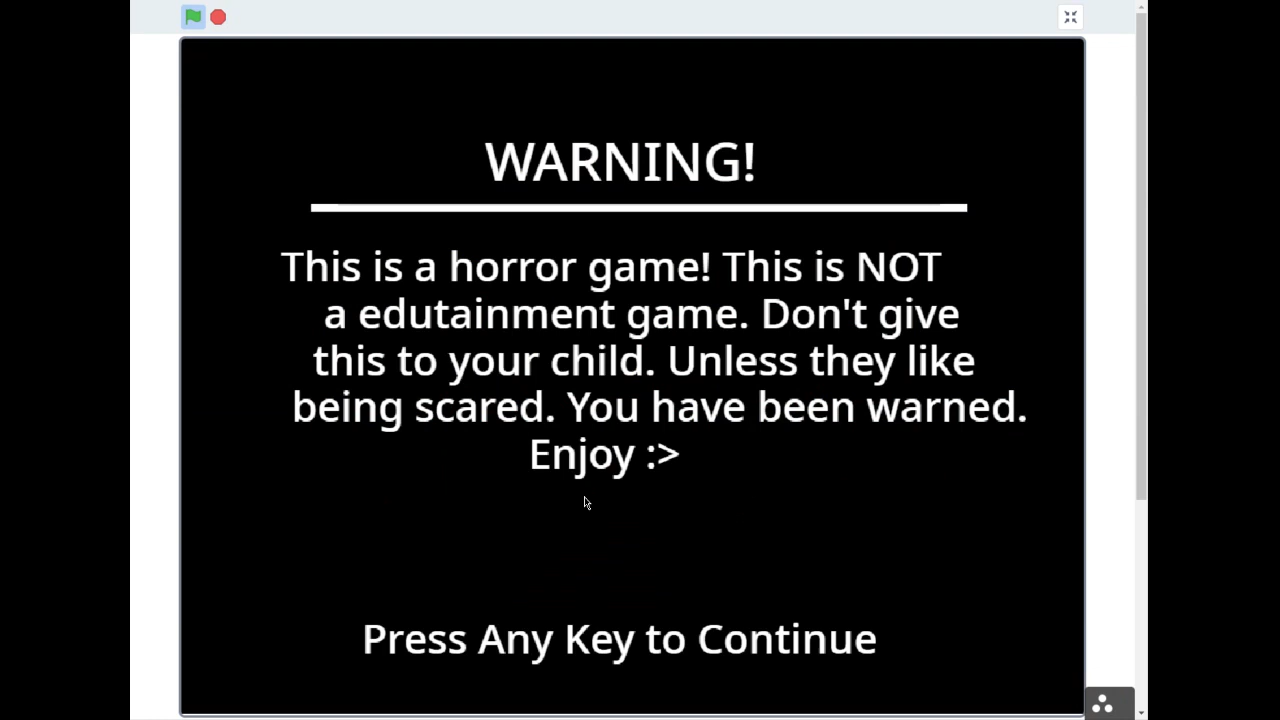 WARNING!
This is a horror game! This is NOT
a edutainment game. Don't give
this to your child. Unless they like
being scared. You have been warned.
Enjoy :>
Press Any Key to Continue